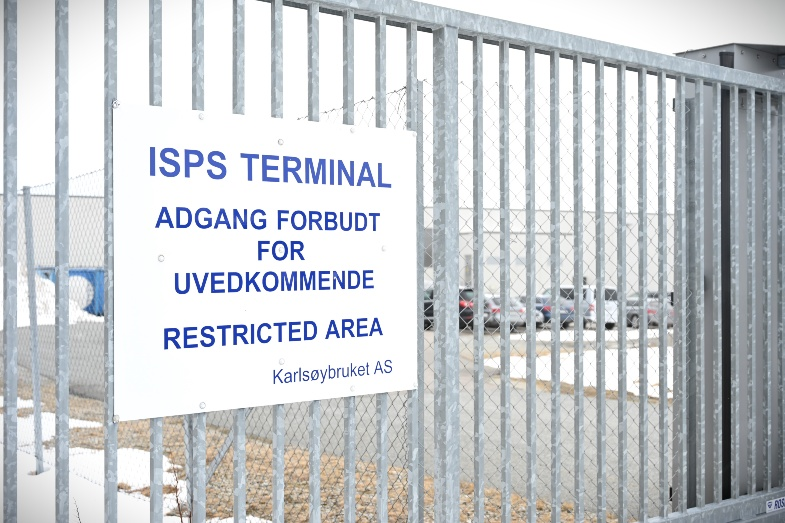 ISPS TERMINAL
ADGANG FORBUDT
FOR
UVEDKOMMENDE
RESTRICTED AREA
Karlsøybruket AS